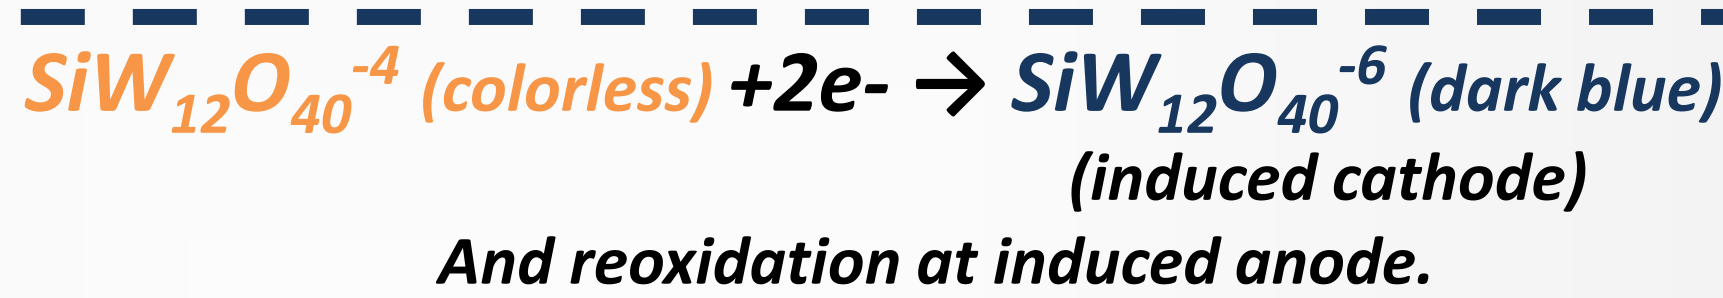 SiW₁₂O₄₀⁻⁴ (colorless) +2e- → SiW₁₂O₄₀⁻⁶ (dark blue)
(induced cathode)
And reoxidation at induced anode.